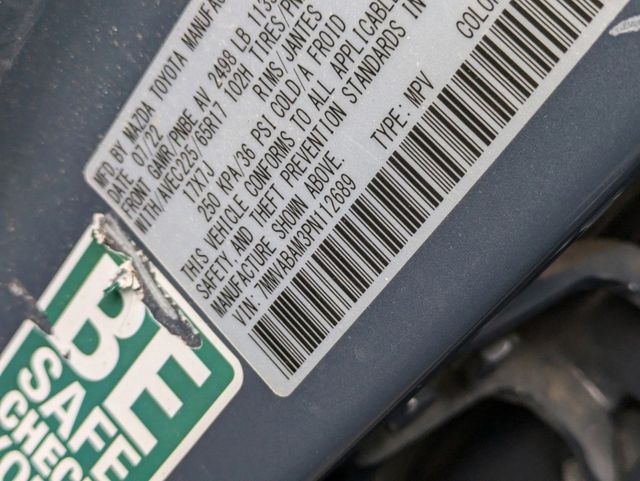 MFD BY MAZDA TOYOTA MANUFAC
DATE 07/22
FRONT GAWR/PNBE AV 2498 LB 1133
WITH/AVEC225/65R17 102H TIRES/PN
17X7J RIMS/JANTES
250 KPA/36 PSI COLD/A FROID
THIS VEHICLE CONFORMS TO ALL APPLICABLE
SAFETY, AND THEFT PREVENTION STANDARDS IN
MANUFACTURE SHOWN ABOVE. COLO
VIN: TYPE: MPV
BE
SAFE
CHEC